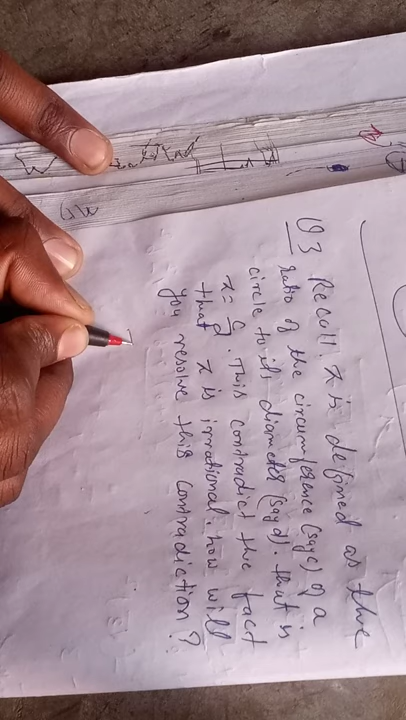 Q3 Recall, π is defined as the
ratio of the circumference (say c) of a
circle to its diameter (say d). that is
π = c/d. This contradict the fact
that π is irrational. How will
you resolve this contradiction?